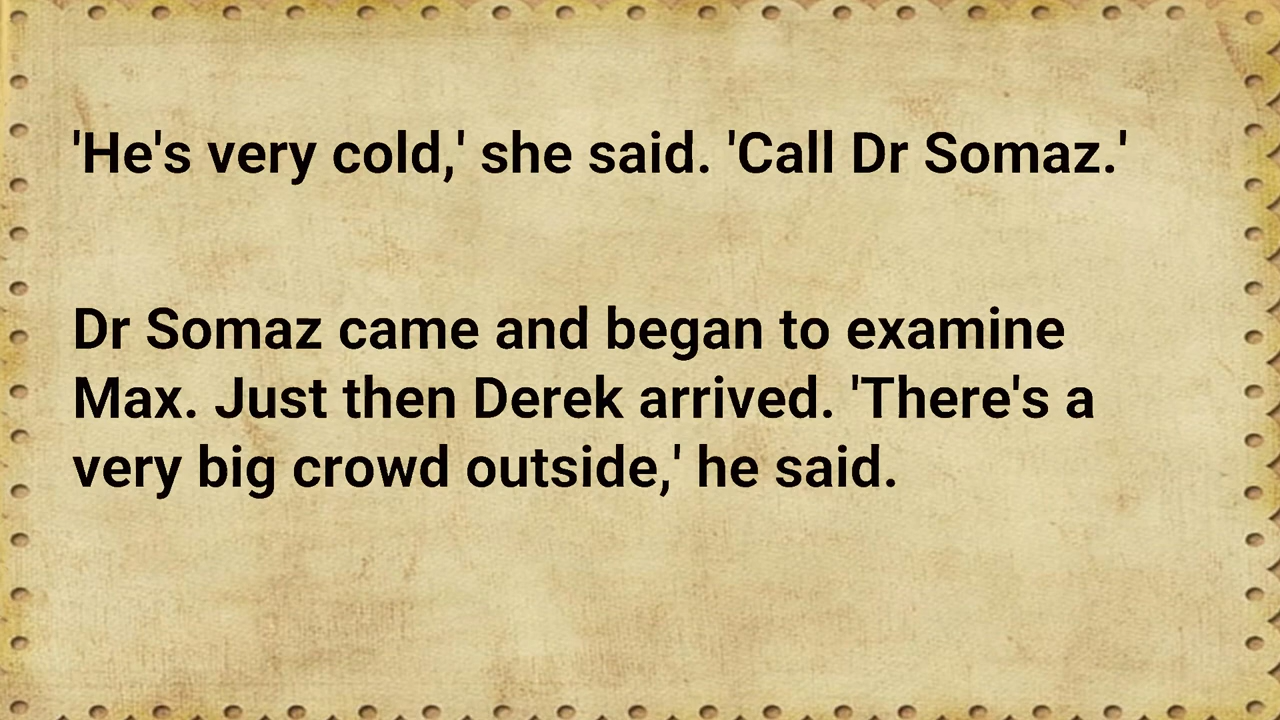 'He's very cold,' she said. 'Call Dr Somaz.'
Dr Somaz came and began to examine
Max. Just then Derek arrived. 'There's a
very big crowd outside,' he said.